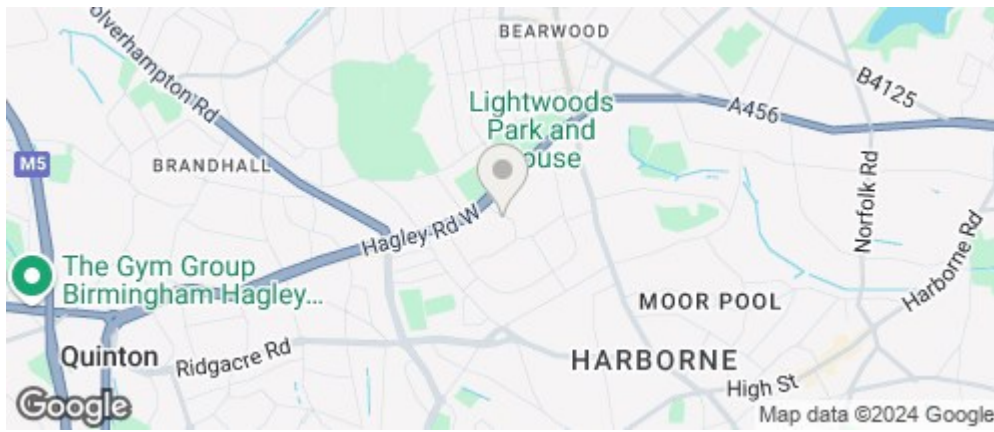 BEARWOOD
Wolverhampton Rd
B4125
Lightwoods
Park and
House
A456
M5
BRANDHALL
Norfolk Rd
Hagley Rd W
Harborne Rd
The Gym Group
Birmingham Hagley...
MOOR POOL
Quinton
Ridgacre Rd
HARBORNE
High St
Google
Map data ©2024 Google